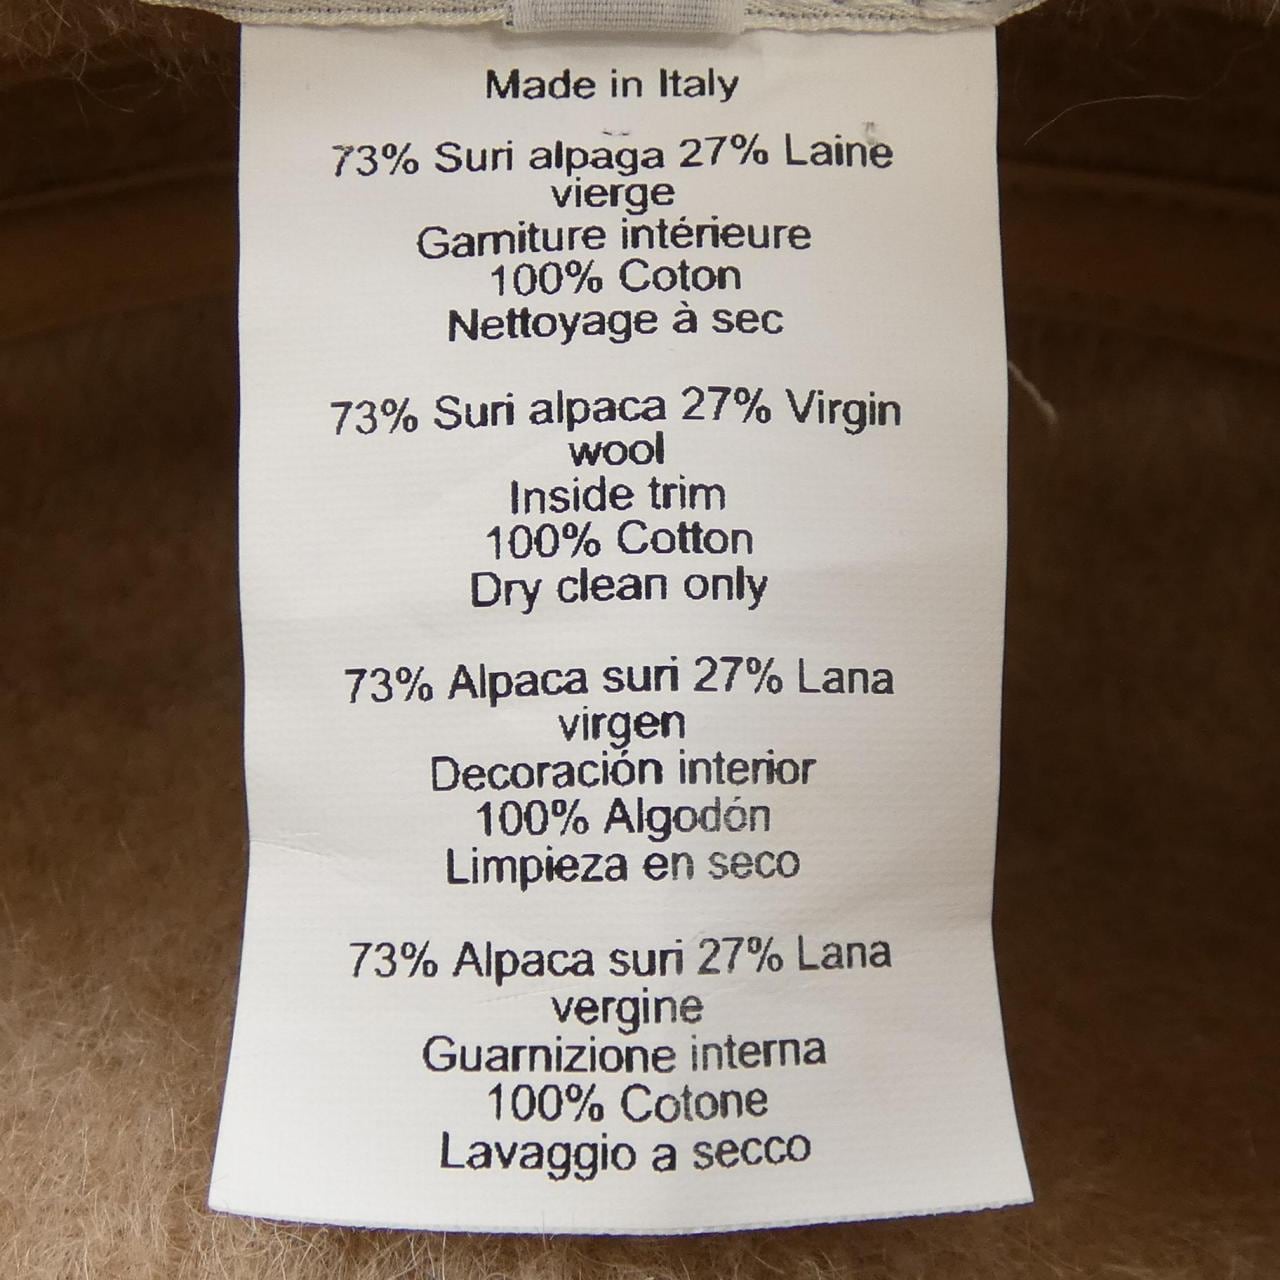 Made in Italy
73% Suri alpaga 27% Laine
vierge
Garniture intérieure
100% Coton
Nettoyage à sec
73% Suri alpaca 27% Virgin
wool
Inside trim
100% Cotton
Dry clean only
73% Alpaca suri 27% Lana
virgen
Decoración interior
100% Algodón
Limpieza en seco
73% Alpaca suri 27% Lana
vergine
Guarnizione interna
100% Cotone
Lavaggio a secco